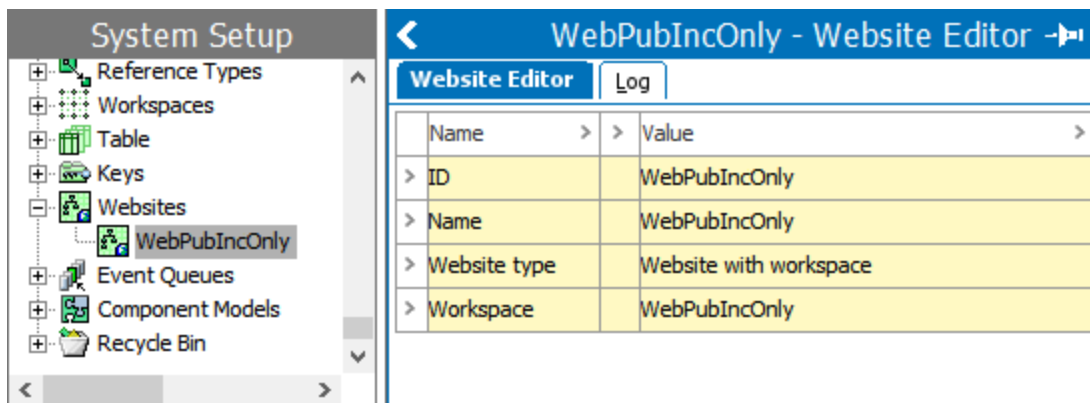 System Setup
Reference Types
Workspaces
Table
Keys
Websites
WebPubIncOnly
Event Queues
Component Models
Recycle Bin
WebPubIncOnly - Website Editor
Website Editor Log
Name > > Value >
> ID WebPubIncOnly
> Name WebPubIncOnly
> Website type Website with workspace
> Workspace WebPubIncOnly